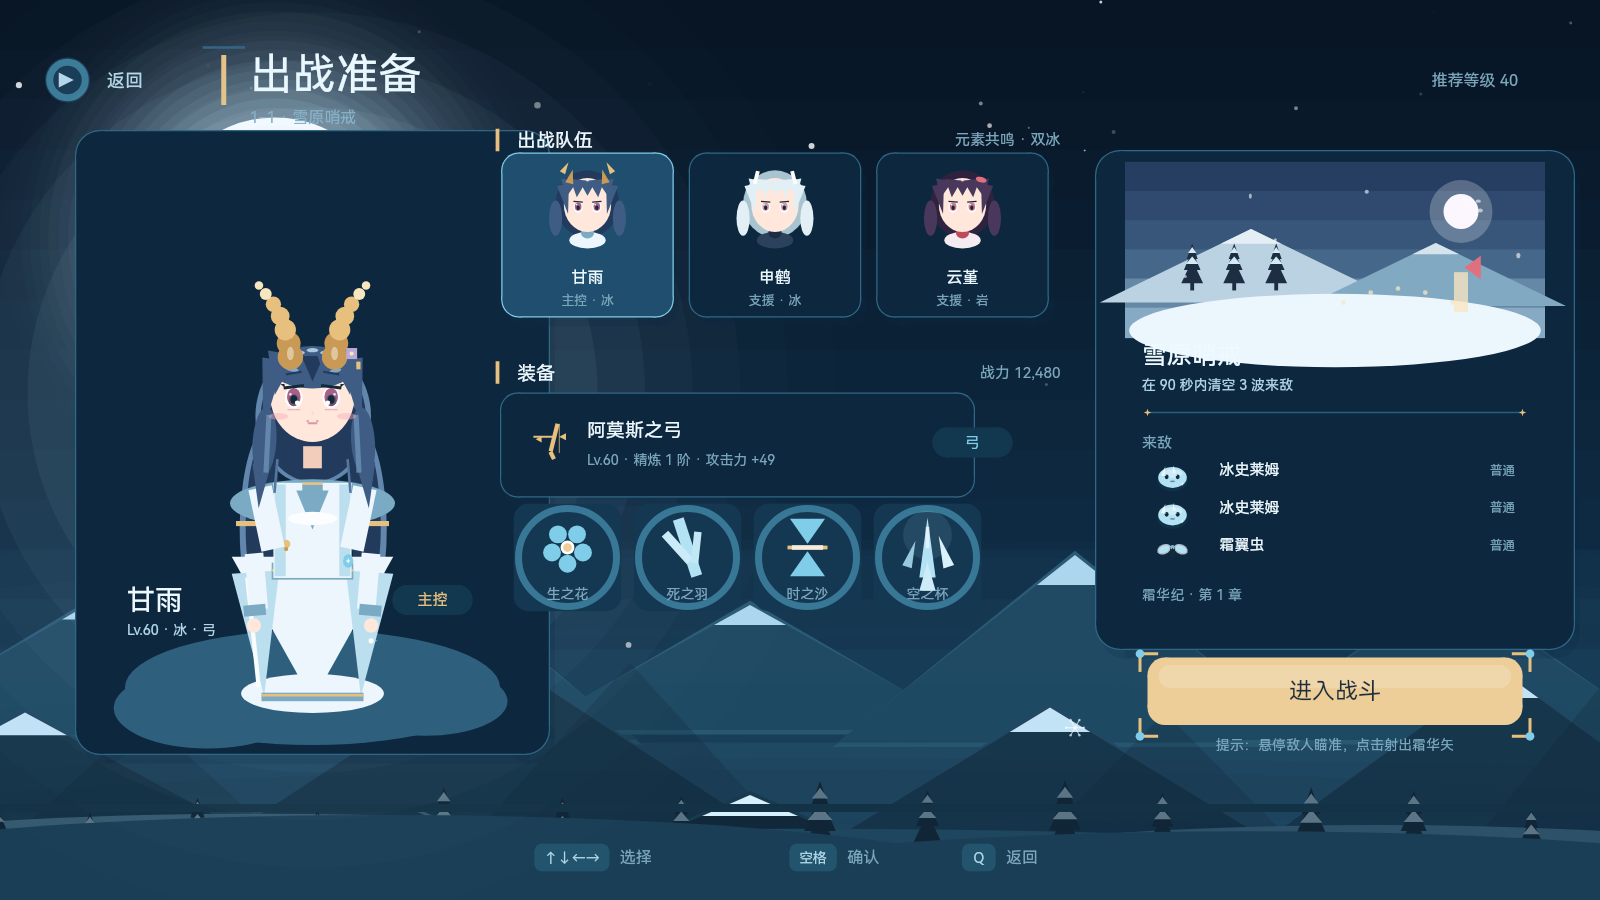 返回
出战准备
1-1 · 雪原哨戒
推荐等级 40
出战队伍
元素共鸣 · 双冰
甘雨
主控 · 冰
申鹤
支援 · 冰
云堇
支援 · 岩
装备
战力 12,480
阿莫斯之弓
Lv.60 · 精炼 1 阶 · 攻击力 +49
弓
生之花
死之羽
时之沙
空之杯
甘雨
主控
Lv.60 · 冰 · 弓
雪原哨戒
在 90 秒内清空 3 波来敌
来敌
冰史莱姆
普通
冰史莱姆
普通
霜翼虫
普通
霜华纪 · 第 1 章
进入战斗
提示：悬停敌人瞄准，点击射出霜华矢
↑↓←→ 选择
空格 确认
Q 返回